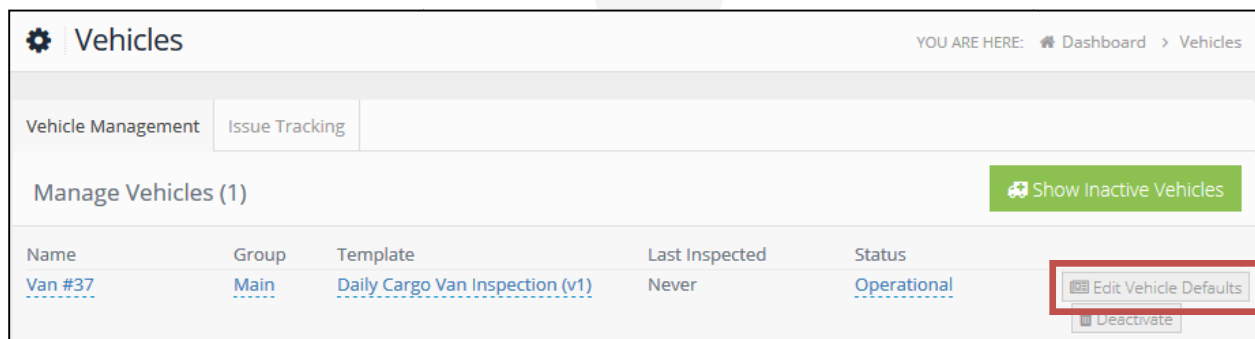 Vehicles
YOU ARE HERE: Dashboard > Vehicles
Vehicle Management Issue Tracking
Manage Vehicles (1)
Show Inactive Vehicles
Name Group Template Last Inspected Status
Van #37 Main Daily Cargo Van Inspection (v1) Never Operational
Edit Vehicle Defaults
Deactivate